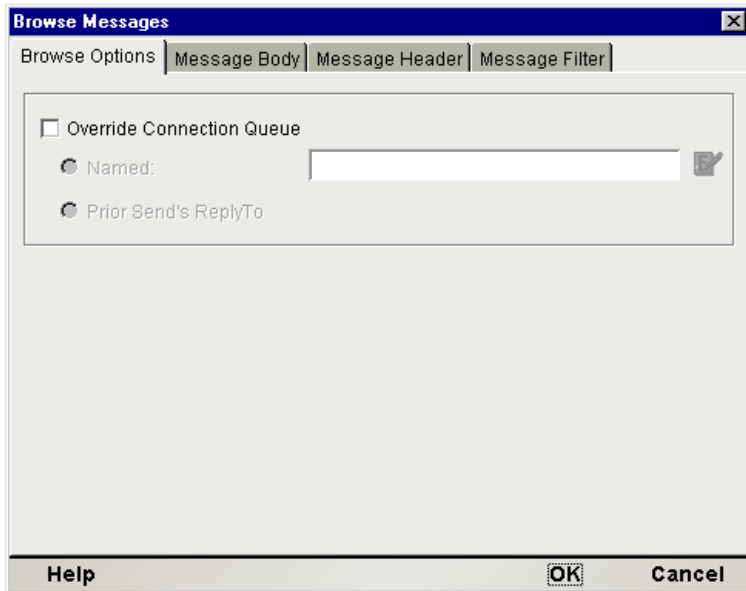 Browse Messages
Browse Options Message Body Message Header Message Filter
Override Connection Queue
Named:
Prior Send's ReplyTo
Help OK Cancel